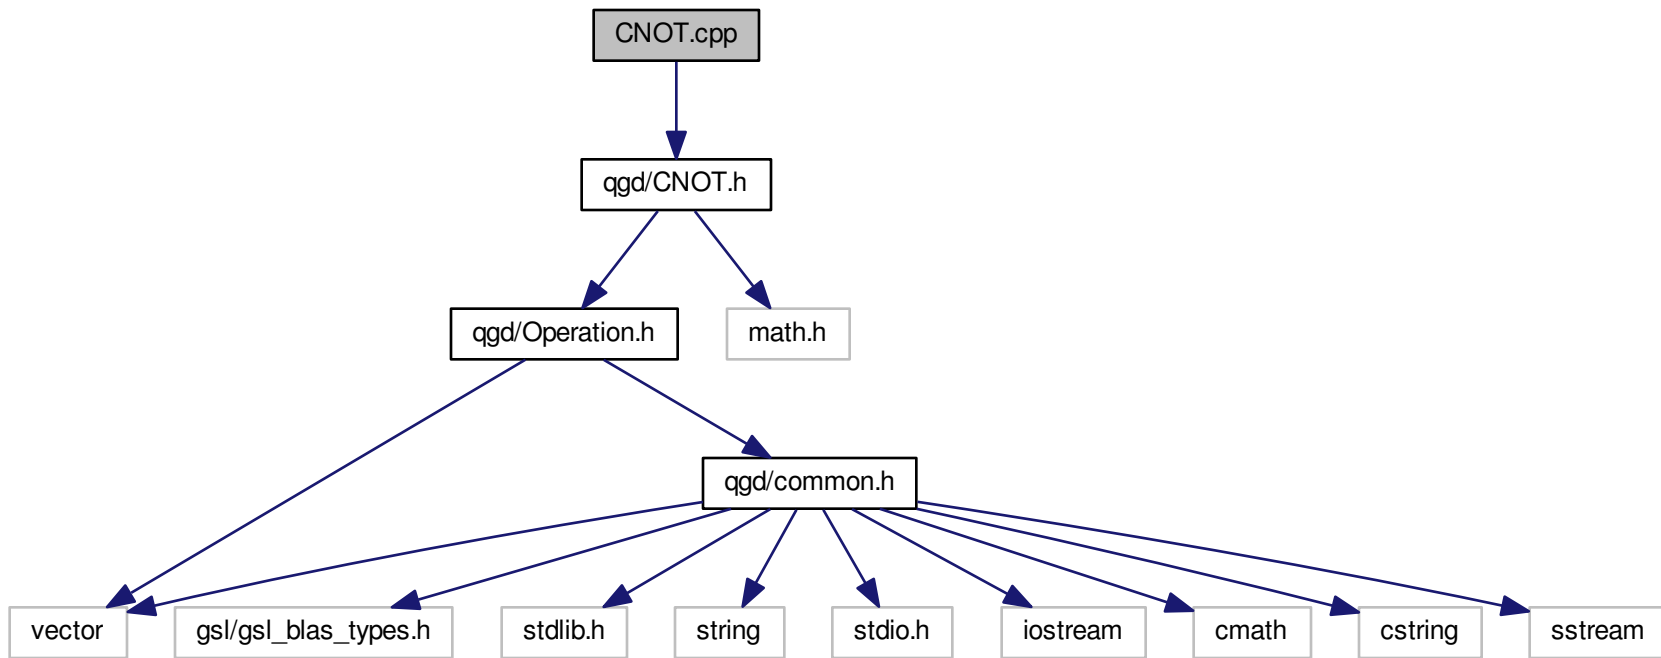 CNOT.cpp
qgd/CNOT.h
qgd/Operation.h
math.h
qgd/common.h
vector
gsl/gsl_blas_types.h
stdlib.h
string
stdio.h
iostream
cmath
cstring
sstream